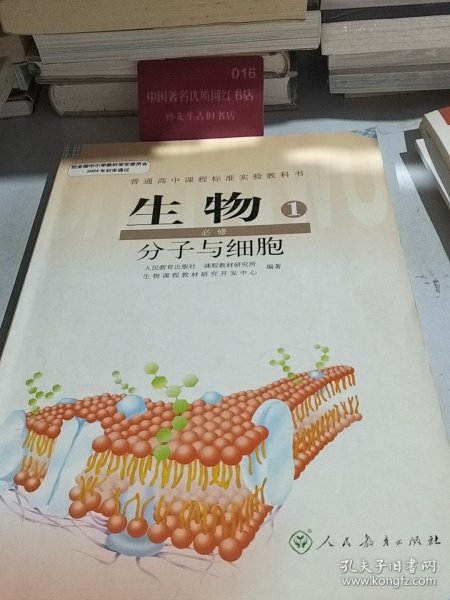 016
中国著名优质网红书店
孙先生古旧书店
经全国中小学教材审定委员会
2004年初审通过
普通高中课程标准实验教科书
生物 1
必修
分子与细胞
人民教育出版社 课程教材研究所 编著
生物课程教材研究开发中心
人民教育出版社
孔夫子旧书网
www.kongfz.com